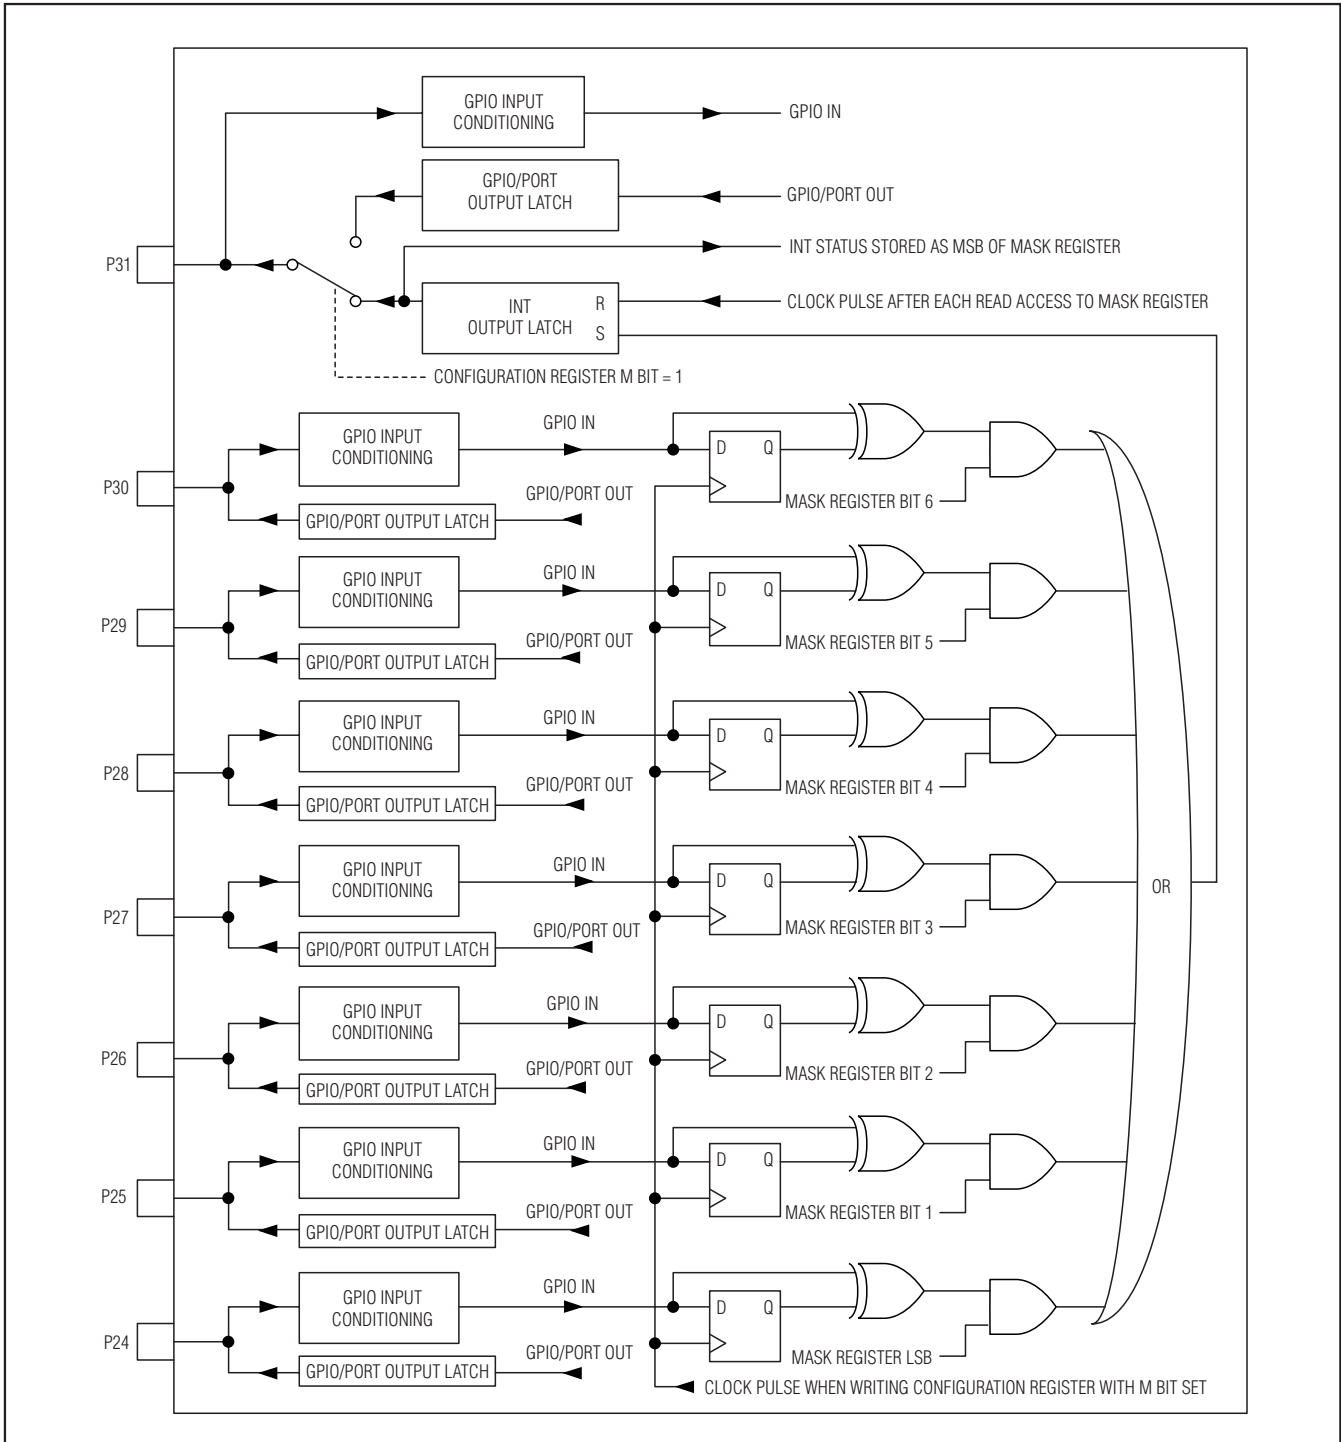 GPIO INPUT
CONDITIONING
GPIO IN
GPIO/PORT
OUTPUT LATCH
GPIO/PORT OUT
INT STATUS STORED AS MSB OF MASK REGISTER
P31
INT
OUTPUT LATCH
R
S
CLOCK PULSE AFTER EACH READ ACCESS TO MASK REGISTER
CONFIGURATION REGISTER M BIT = 1
P30
GPIO INPUT
CONDITIONING
GPIO IN
GPIO/PORT OUTPUT LATCH
GPIO/PORT OUT
D Q
MASK REGISTER BIT 6
P29
GPIO INPUT
CONDITIONING
GPIO IN
GPIO/PORT OUTPUT LATCH
GPIO/PORT OUT
D Q
MASK REGISTER BIT 5
P28
GPIO INPUT
CONDITIONING
GPIO IN
GPIO/PORT OUTPUT LATCH
GPIO/PORT OUT
D Q
MASK REGISTER BIT 4
P27
GPIO INPUT
CONDITIONING
GPIO IN
GPIO/PORT OUTPUT LATCH
GPIO/PORT OUT
D Q
MASK REGISTER BIT 3
OR
P26
GPIO INPUT
CONDITIONING
GPIO IN
GPIO/PORT OUTPUT LATCH
GPIO/PORT OUT
D Q
MASK REGISTER BIT 2
P25
GPIO INPUT
CONDITIONING
GPIO IN
GPIO/PORT OUTPUT LATCH
GPIO/PORT OUT
D Q
MASK REGISTER BIT 1
P24
GPIO INPUT
CONDITIONING
GPIO IN
GPIO/PORT OUTPUT LATCH
GPIO/PORT OUT
D Q
MASK REGISTER LSB
CLOCK PULSE WHEN WRITING CONFIGURATION REGISTER WITH M BIT SET